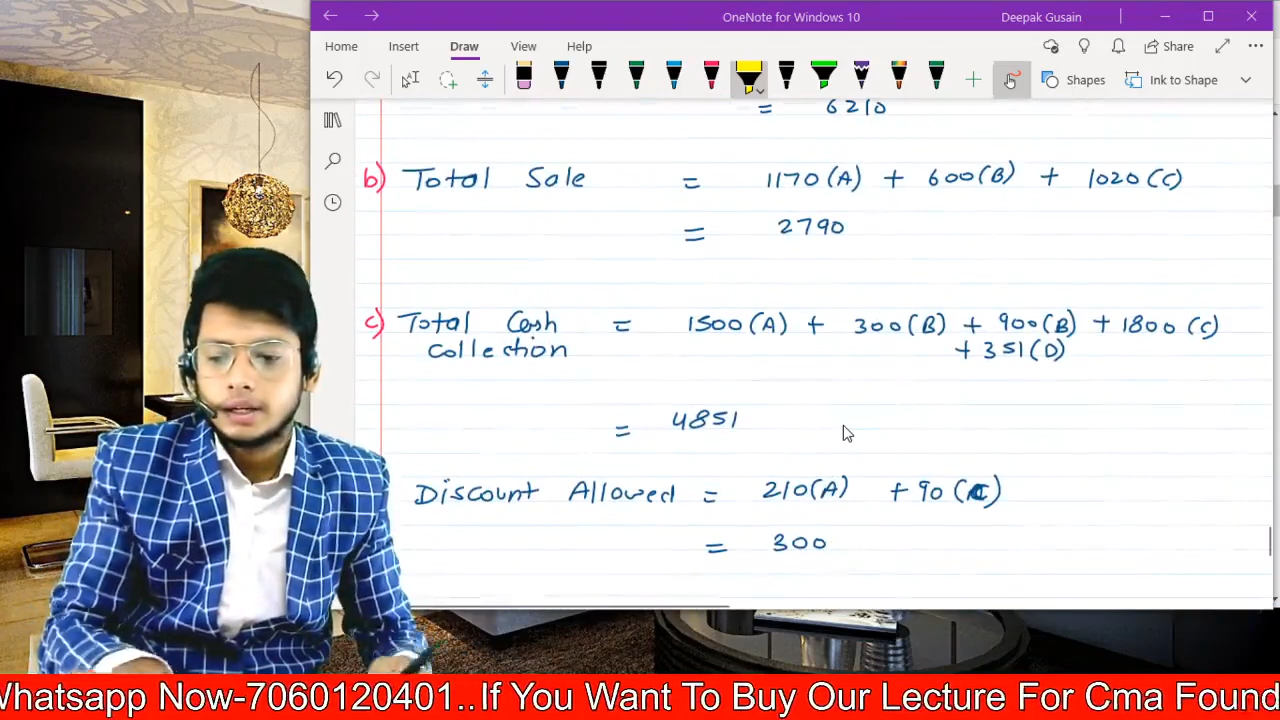 OneNote for Windows 10
Deepak Gusain
Home Insert Draw View Help
Share
Shapes
Ink to Shape
= 6210
b) Total Sale = 1170(A) + 600(B) + 1020(C)
= 2790
c) Total Cash = 1500(A) + 300(B) + 900(B) + 1800(C)
collection + 351(D)
= 4851
Discount Allowed = 210(A) + 90(C)
= 300
Whatsapp Now-7060120401..If You Want To Buy Our Lecture For Cma Found